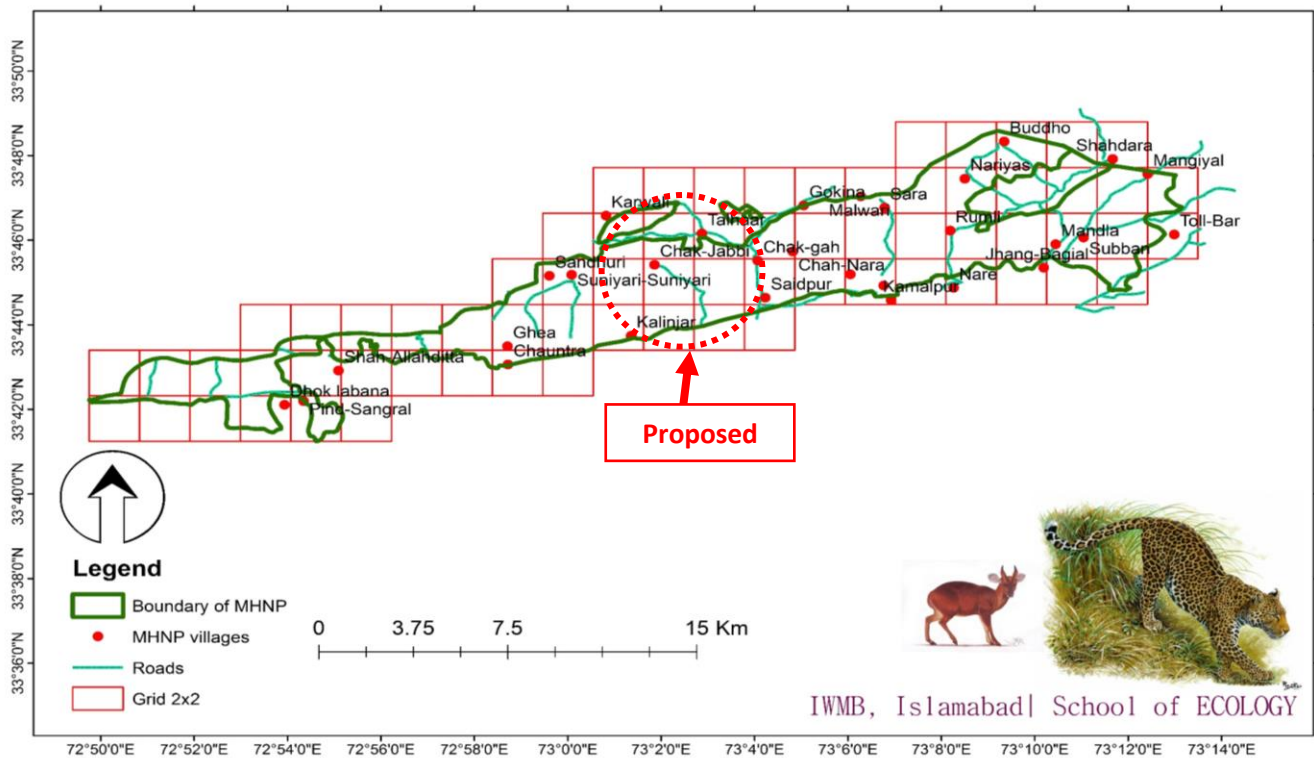 33°50'0"N
33°48'0"N
33°46'0"N
33°44'0"N
33°42'0"N
33°40'0"N
33°38'0"N
33°36'0"N
Buddho
Shahdara
Mangiyal
Nariyas
Gokina
Sara
Malwari
Kanyali
Talhaar
Rumli
Toll-Bar
Mandla
Subban
Jhang-Bagial
Chak-gah
Chak-Jabbi
Sandhuri
Suniyari-Suniyari
Chah-Nara
Saidpur
Nare
Kamalpur
Kalinjar
Ghea
Chauntra
Shah Allanditta
Dhok labana
Pind-Sangral
Proposed
Legend
Boundary of MHNP
MHNP villages
Roads
Grid 2x2
0 3.75 7.5 15 Km
IWMB, Islamabad| School of ECOLOGY
72°50'0"E 72°52'0"E 72°54'0"E 72°56'0"E 72°58'0"E 73°0'0"E 73°2'0"E 73°4'0"E 73°6'0"E 73°8'0"E 73°10'0"E 73°12'0"E 73°14'0"E